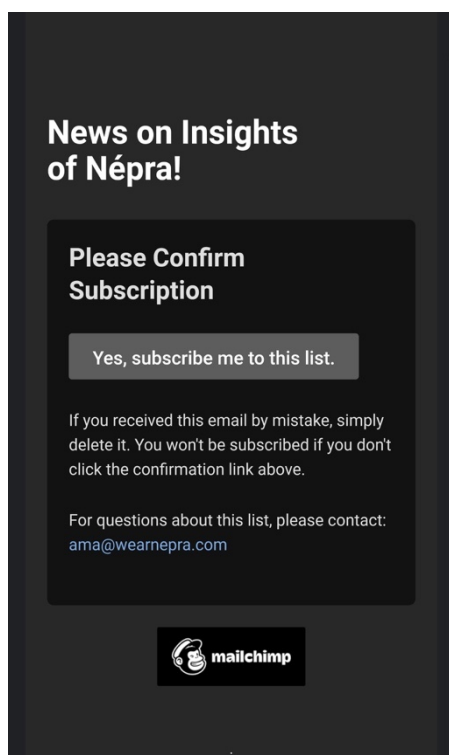 News on Insights
of Népra!
Please Confirm
Subscription
Yes, subscribe me to this list.
If you received this email by mistake, simply
delete it. You won't be subscribed if you don't
click the confirmation link above.
For questions about this list, please contact:
ama@wearnepra.com
mailchimp